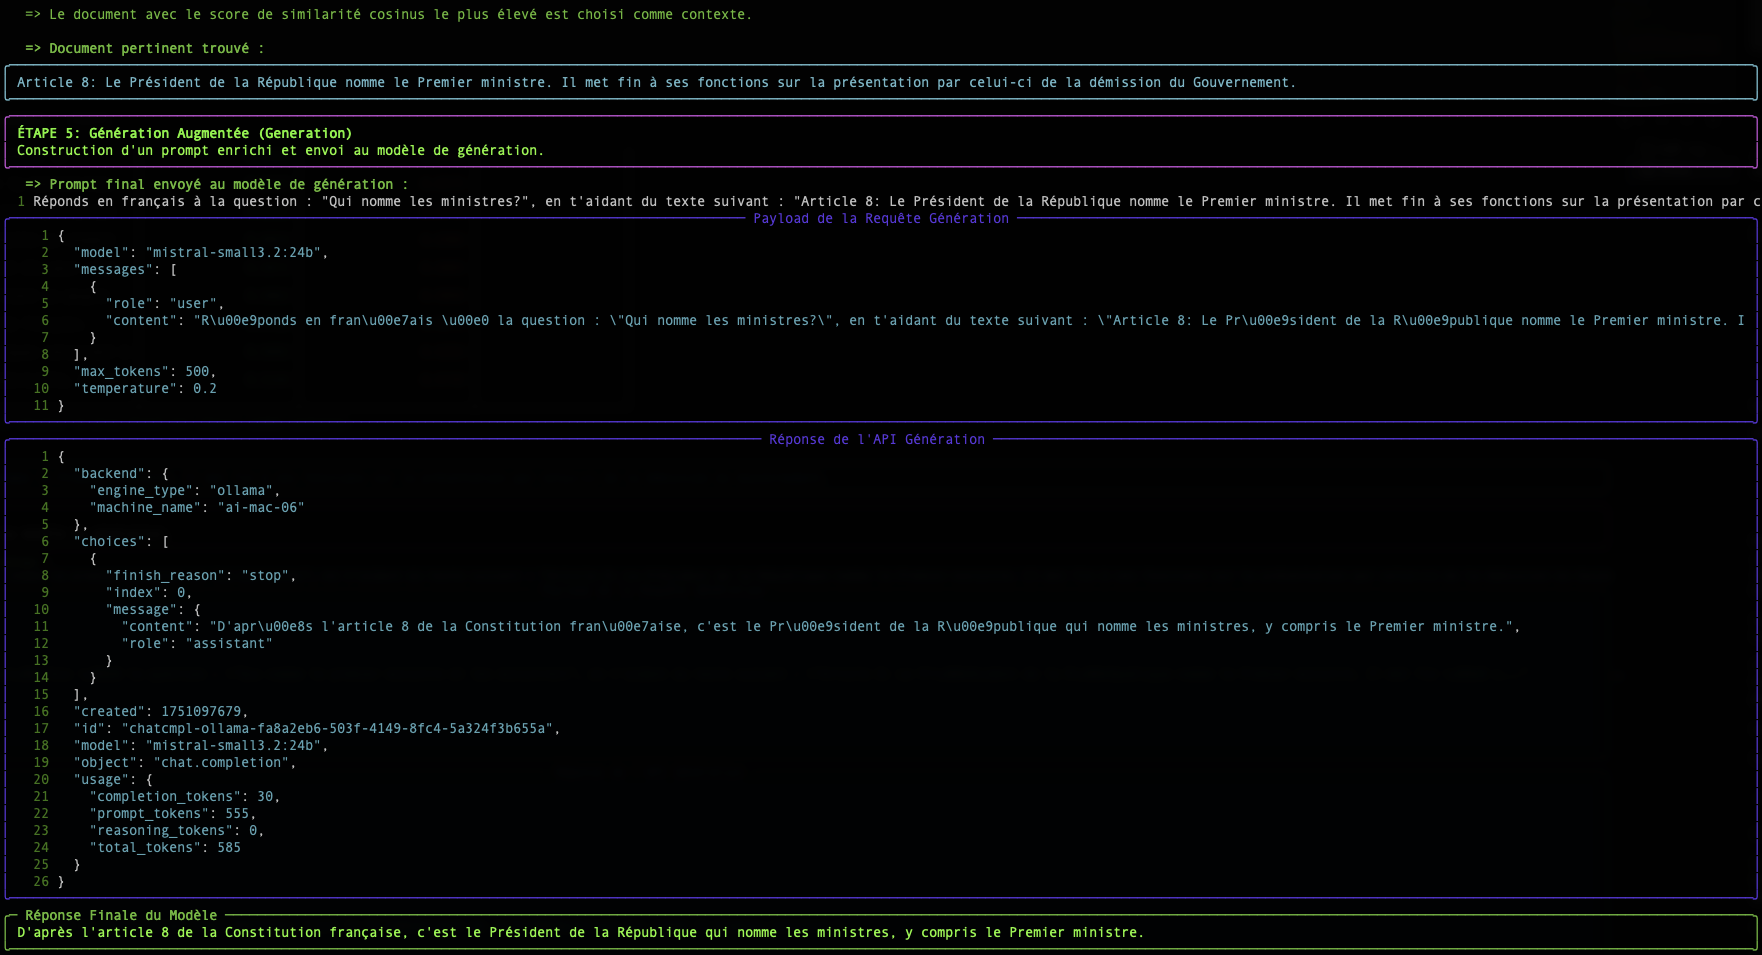 => Le document avec le score de similarité cosinus le plus élevé est choisi comme contexte.
=> Document pertinent trouvé :
Article 8: Le Président de la République nomme le Premier ministre. Il met fin à ses fonctions sur la présentation par celui-ci de la démission du Gouvernement.
ÉTAPE 5: Génération Augmentée (Generation)
Construction d'un prompt enrichi et envoi au modèle de génération.
=> Prompt final envoyé au modèle de génération :
1 Réponds en français à la question : "Qui nomme les ministres?", en t'aidant du texte suivant : "Article 8: Le Président de la République nomme le Premier ministre. Il met fin à ses fonctions sur la présentation par c
Payload de la Requête Génération
1 {
2   "model": "mistral-small3.2:24b",
3   "messages": [
4     {
5       "role": "user",
6       "content": "R\u00e9ponds en fran\u00e7ais \u00e0 la question : \"Qui nomme les ministres?\", en t'aidant du texte suivant : \"Article 8: Le Pr\u00e9sident de la R\u00e9publique nomme le Premier ministre. I
7     }
8   ],
9   "max_tokens": 500,
10   "temperature": 0.2
11 }
Réponse de l'API Génération
1 {
2   "backend": {
3     "engine_type": "ollama",
4     "machine_name": "ai-mac-06"
5   },
6   "choices": [
7     {
8       "finish_reason": "stop",
9       "index": 0,
10       "message": {
11         "content": "D'apr\u00e8s l'article 8 de la Constitution fran\u00e7aise, c'est le Pr\u00e9sident de la R\u00e9publique qui nomme les ministres, y compris le Premier ministre.",
12         "role": "assistant"
13       }
14     }
15   ],
16   "created": 1751097679,
17   "id": "chatcmpl-ollama-fa8a2eb6-503f-4149-8fc4-5a324f3b655a",
18   "model": "mistral-small3.2:24b",
19   "object": "chat.completion",
20   "usage": {
21     "completion_tokens": 30,
22     "prompt_tokens": 555,
23     "reasoning_tokens": 0,
24     "total_tokens": 585
25   }
26 }
Réponse Finale du Modèle
D'après l'article 8 de la Constitution française, c'est le Président de la République qui nomme les ministres, y compris le Premier ministre.